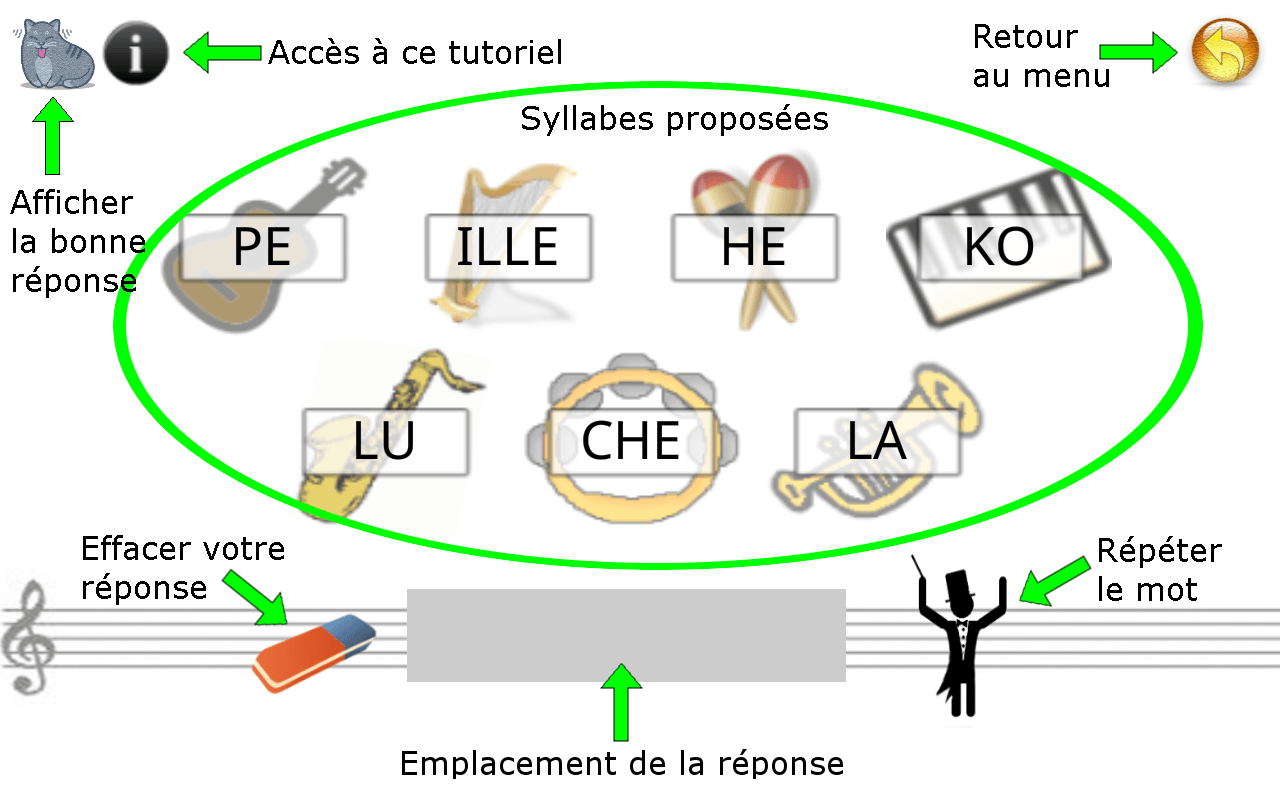 i
Accès à ce tutoriel
Retour
au menu
Syllabes proposées
Afficher
la bonne
réponse
PE
ILLE
HE
KO
LU
CHE
LA
Effacer votre
réponse
Répéter
le mot
Emplacement de la réponse